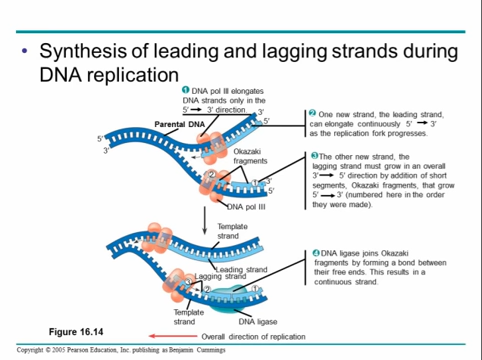 • Synthesis of leading and lagging strands during
DNA replication
1 DNA pol III elongates
DNA strands only in the
5' → 3' direction
3'
5'
Parental DNA
5'
3'
2 One new strand, the leading strand,
can elongate continuously 5' → 3'
as the replication fork progresses.
Okazaki
fragments
2
1
3'
5'
DNA pol III
3 The other new strand, the
lagging strand must grow in an overall
3' → 5' direction by addition of short
segments, Okazaki fragments, that grow
5' → 3' (numbered here in the order
they were made).
Template
strand
Leading strand
Lagging strand
2
1
Template
strand
DNA ligase
4 DNA ligase joins Okazaki
fragments by forming a bond between
their free ends. This results in a
continuous strand.
Figure 16.14
Overall direction of replication
Copyright © 2005 Pearson Education, Inc. publishing as Benjamin Cummings